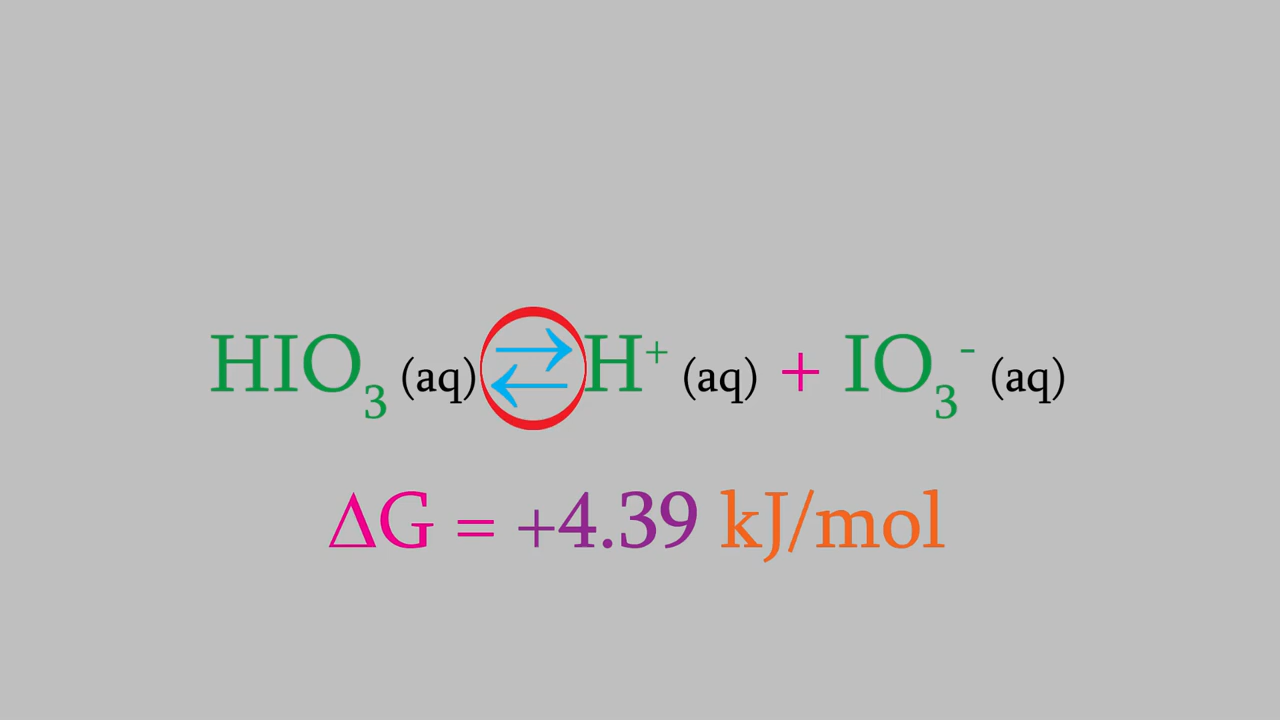 HIO₃ (aq) ⇄ H⁺ (aq) + IO₃⁻ (aq)
ΔG = +4.39 kJ/mol